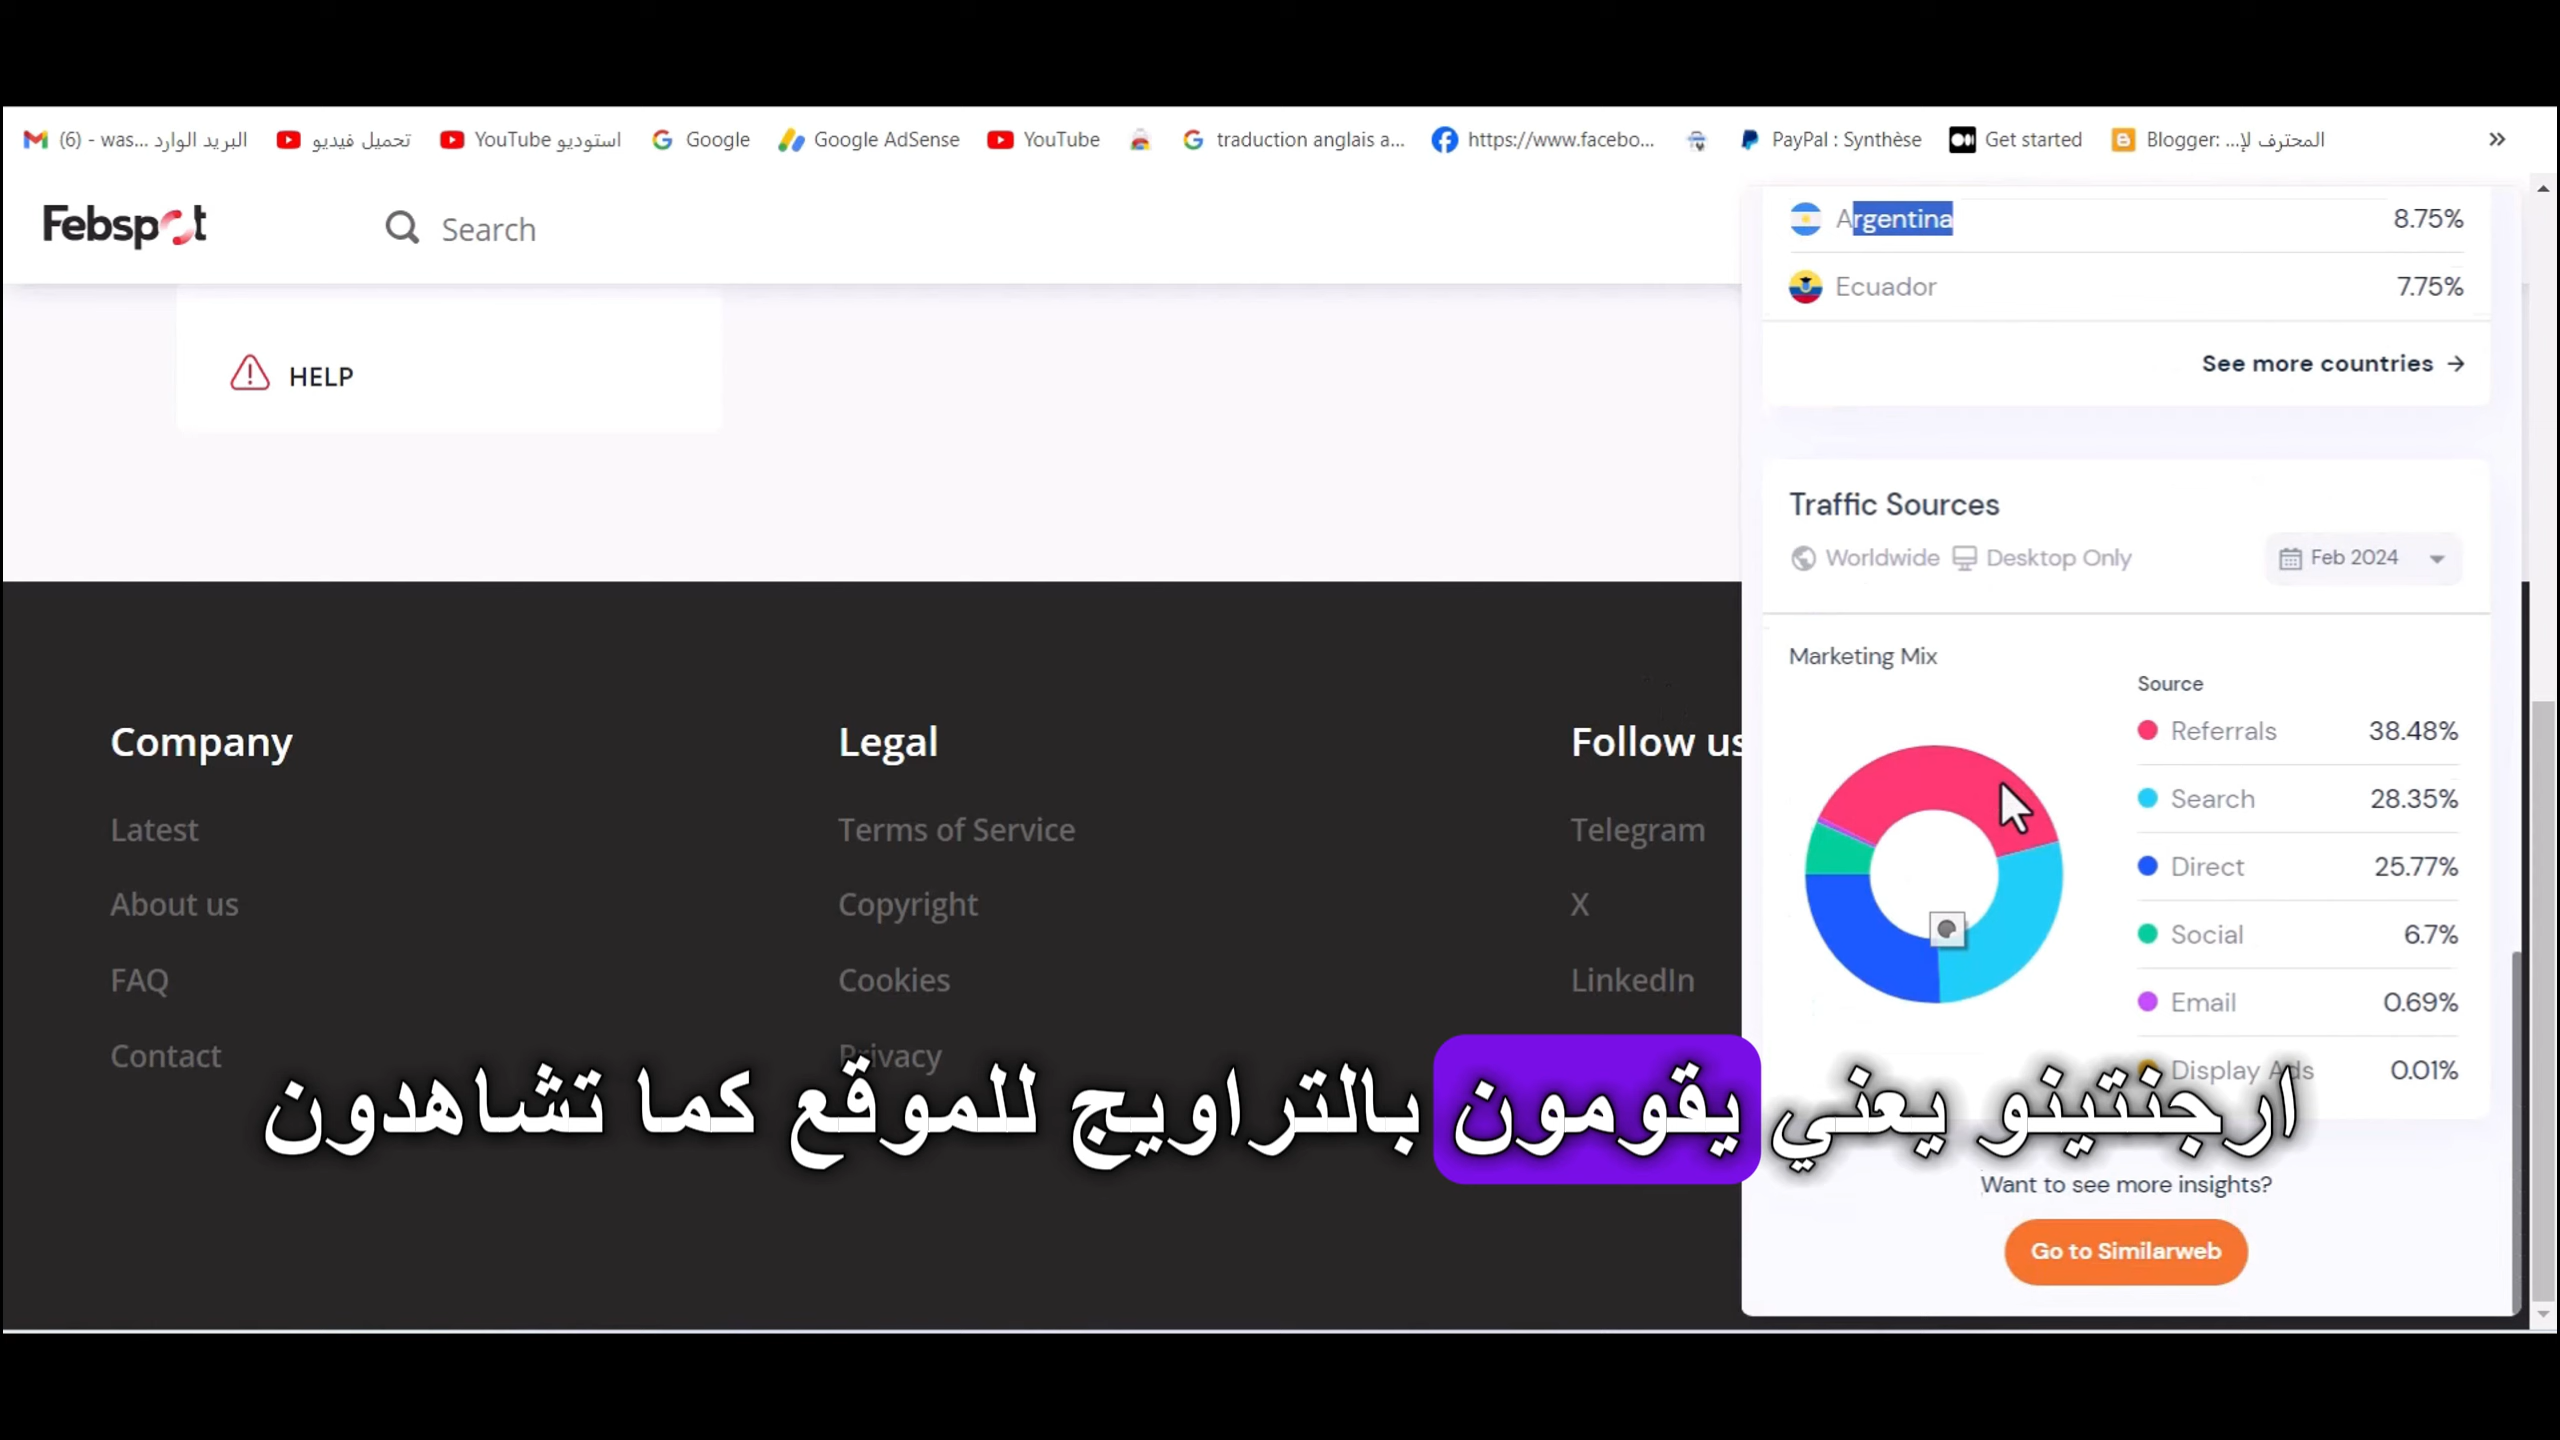 (6) - was... البريد الوارد
تحميل فيديو
YouTube استوديو
Google
Google AdSense
YouTube
traduction anglais a...
https://www.facebo...
PayPal : Synthèse
Get started
Blogger: ...المحترف لإ
Febspot
Search
HELP
Argentina 8.75%
Ecuador 7.75%
See more countries →
Traffic Sources
Worldwide Desktop Only Feb 2024
Marketing Mix
Source
Referrals 38.48%
Search 28.35%
Direct 25.77%
Social 6.7%
Email 0.69%
Display Ads 0.01%
Want to see more insights?
Go to Similarweb
Company
Latest
About us
FAQ
Contact
Legal
Terms of Service
Copyright
Cookies
Privacy
Follow us
Telegram
X
LinkedIn
ارجنتينو يعني يقومون بالتراويج للموقع كما تشاهدون